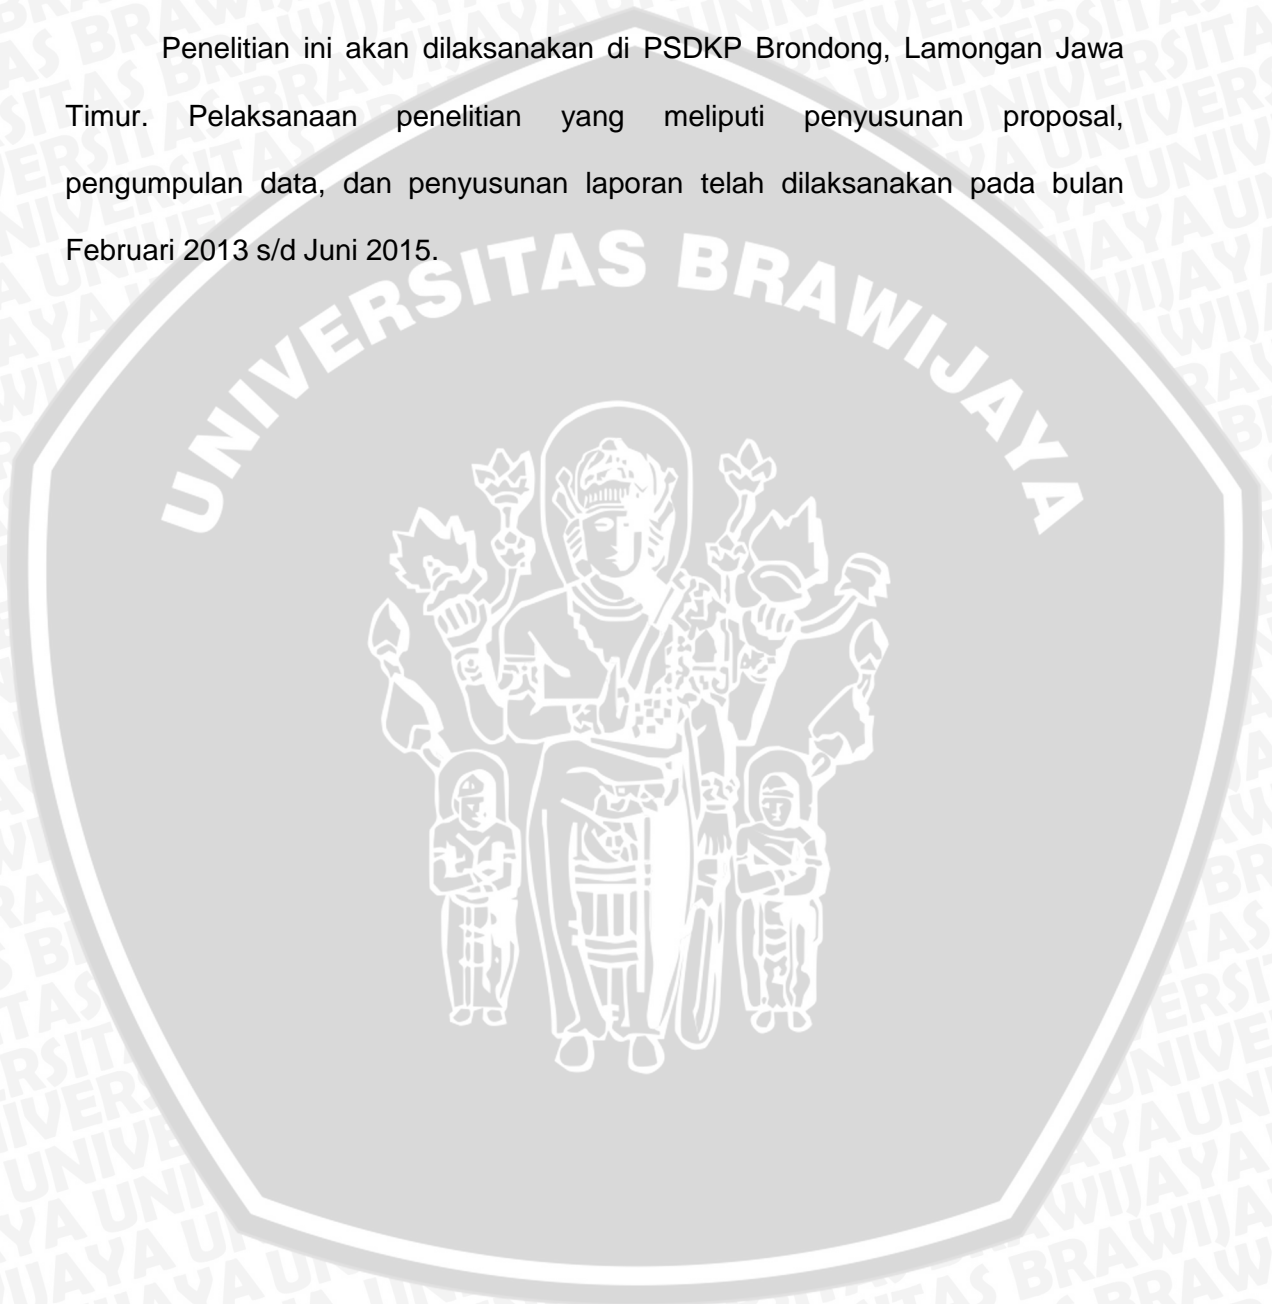 Penelitian ini akan dilaksanakan di PSDKP Brondong, Lamongan Jawa
Timur. Pelaksanaan penelitian yang meliputi penyusunan proposal,
pengumpulan data, dan penyusunan laporan telah dilaksanakan pada bulan
Februari 2013 s/d Juni 2015.
UNIVERSITAS BRAWIJAYA